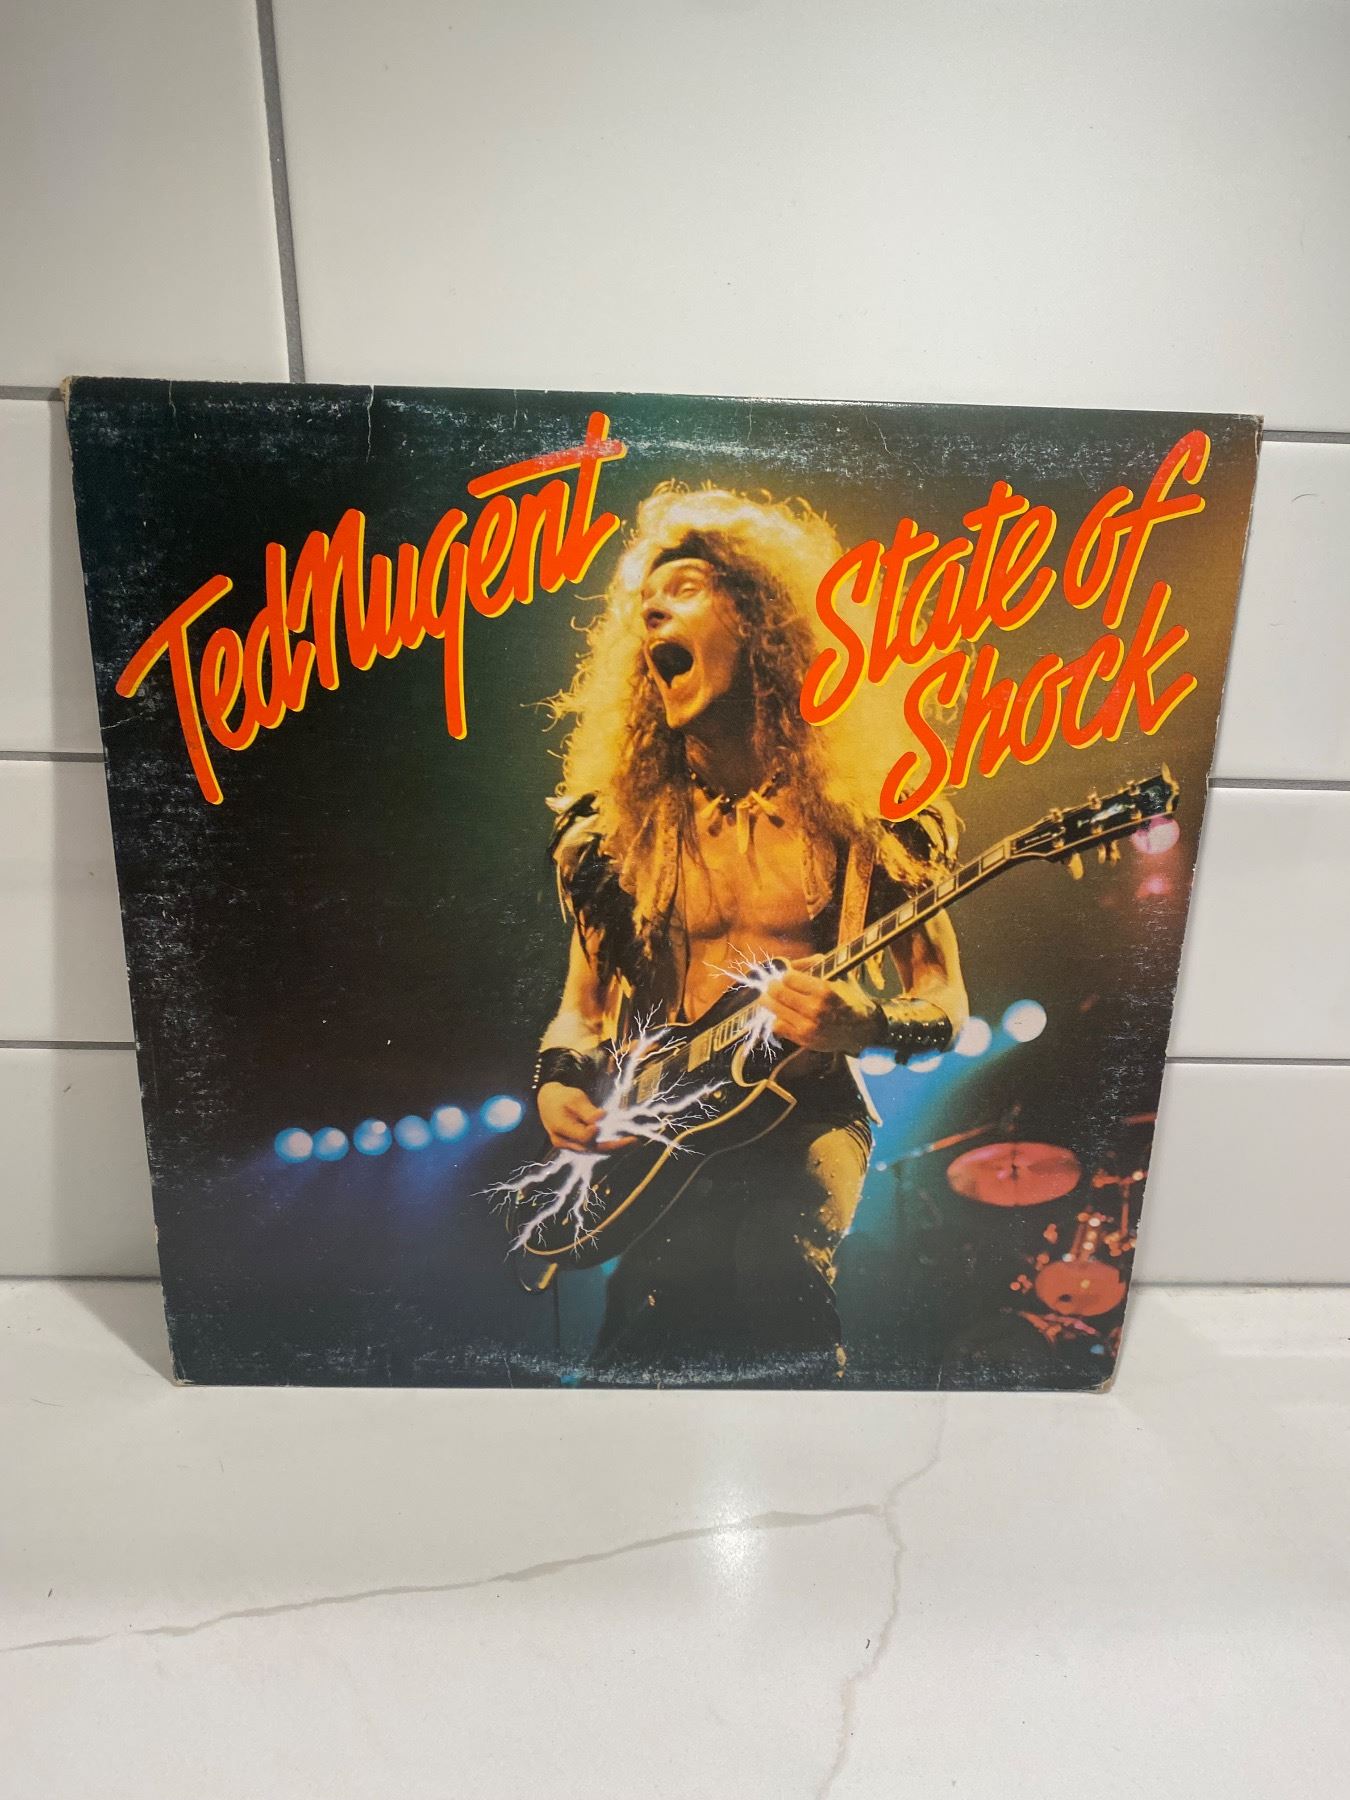 Ted Nugent
State of
Shock